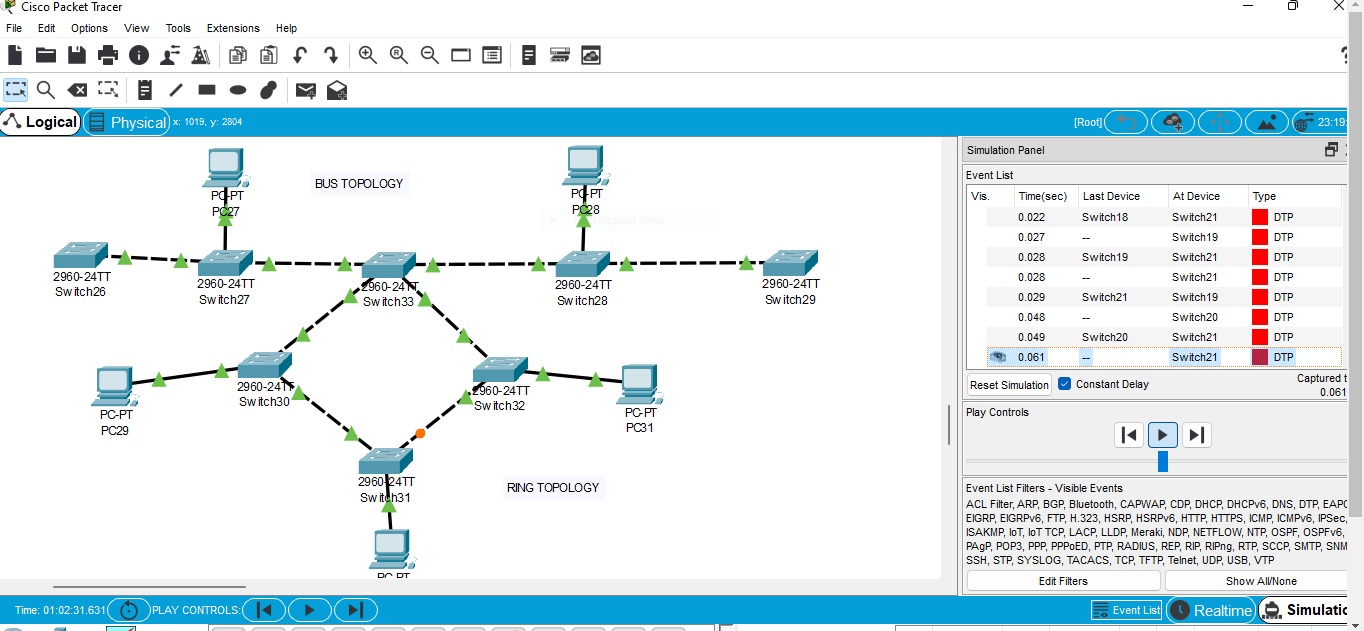 Cisco Packet Tracer
File Edit Options View Tools Extensions Help
Logical Physical x: 1019, y: 2804 [Root] 23:19:
Simulation Panel
Event List
Vis. Time(sec) Last Device At Device Type
0.022 Switch18 Switch21 DTP
0.027 -- Switch19 DTP
0.028 Switch19 Switch21 DTP
0.028 -- Switch21 DTP
0.029 Switch21 Switch19 DTP
0.048 -- Switch20 DTP
0.049 Switch20 Switch21 DTP
0.061 -- Switch21 DTP
Reset Simulation Constant Delay Captured t
0.061
Play Controls
Event List Filters - Visible Events
ACL Filter, ARP, BGP, Bluetooth, CAPWAP, CDP, DHCP, DHCPv6, DNS, DTP, EAPO
EIGRP, EIGRPv6, FTP, H.323, HSRP, HSRPv6, HTTP, HTTPS, ICMP, ICMPv6, IPSec,
ISAKMP, IoT, IoT TCP, LACP, LLDP, Meraki, NDP, NETFLOW, NTP, OSPF, OSPFv6,
PAgP, POP3, PPP, PPPoED, PTP, RADIUS, REP, RIP, RIPng, RTP, SCCP, SMTP, SNM
SSH, STP, SYSLOG, TACACS, TCP, TFTP, Telnet, UDP, USB, VTP
Edit Filters Show All/None
PC-PT
PC27
BUS TOPOLOGY
PC-PT
PC28
2960-24TT
Switch26
2960-24TT
Switch27
2960-24TT
Switch33
2960-24TT
Switch28
2960-24TT
Switch29
PC-PT
PC29
2960-24TT
Switch30
2960-24TT
Switch32
PC-PT
PC31
2960-24TT
Switch31
RING TOPOLOGY
PC-PT
Time: 01:02:31.631 PLAY CONTROLS: Event List Realtime Simulatio